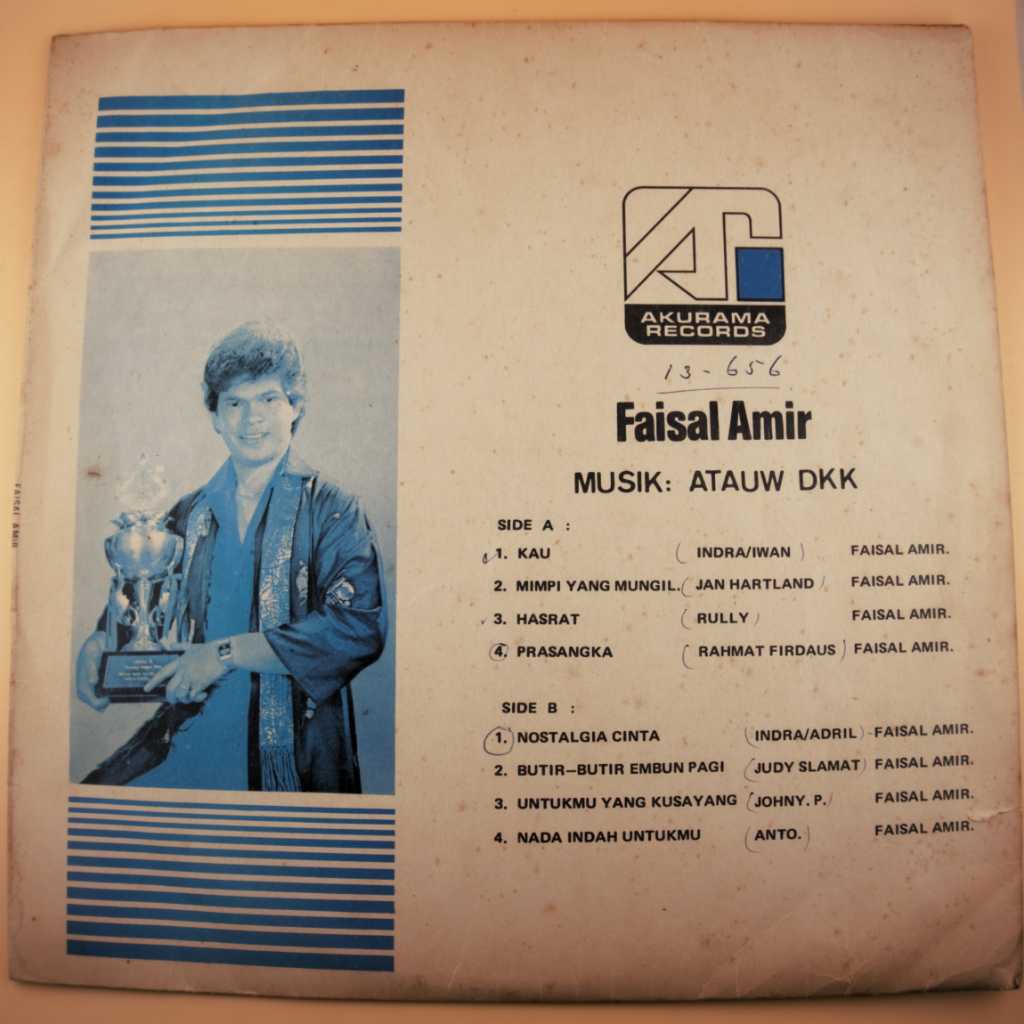 AKURAMA
RECORDS
13-656
Faisal Amir
MUSIK: ATAUW DKK
SIDE A :
1. KAU ( INDRA/IWAN ) FAISAL AMIR.
2. MIMPI YANG MUNGIL. ( JAN HARTLAND ) FAISAL AMIR.
3. HASRAT ( RULLY ) FAISAL AMIR.
4. PRASANGKA ( RAHMAT FIRDAUS ) FAISAL AMIR.
SIDE B :
1. NOSTALGIA CINTA ( INDRA/ADRIL ) - FAISAL AMIR.
2. BUTIR–BUTIR EMBUN PAGI ( JUDY SLAMAT ) FAISAL AMIR.
3. UNTUKMU YANG KUSAYANG ( JOHNY. P. ) FAISAL AMIR.
4. NADA INDAH UNTUKMU ( ANTO. ) FAISAL AMIR.
FAISAL AMIR